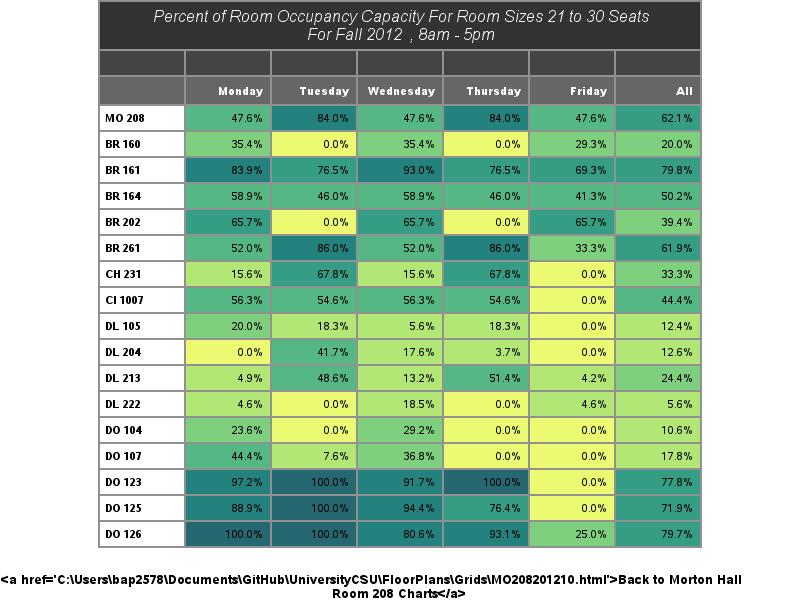 Percent of Room Occupancy Capacity For Room Sizes 21 to 30 Seats
For Fall 2012 , 8am - 5pm
Monday Tuesday Wednesday Thursday Friday All
MO 208 47.6% 84.0% 47.6% 84.0% 47.6% 62.1%
BR 160 35.4% 0.0% 35.4% 0.0% 29.3% 20.0%
BR 161 83.9% 76.5% 93.0% 76.5% 69.3% 79.8%
BR 164 58.9% 46.0% 58.9% 46.0% 41.3% 50.2%
BR 202 65.7% 0.0% 65.7% 0.0% 65.7% 39.4%
BR 261 52.0% 86.0% 52.0% 86.0% 33.3% 61.9%
CH 231 15.6% 67.8% 15.6% 67.8% 0.0% 33.3%
CI 1007 56.3% 54.6% 56.3% 54.6% 0.0% 44.4%
DL 105 20.0% 18.3% 5.6% 18.3% 0.0% 12.4%
DL 204 0.0% 41.7% 17.6% 3.7% 0.0% 12.6%
DL 213 4.9% 48.6% 13.2% 51.4% 4.2% 24.4%
DL 222 4.6% 0.0% 18.5% 0.0% 4.6% 5.6%
DO 104 23.6% 0.0% 29.2% 0.0% 0.0% 10.6%
DO 107 44.4% 7.6% 36.8% 0.0% 0.0% 17.8%
DO 123 97.2% 100.0% 91.7% 100.0% 0.0% 77.8%
DO 125 88.9% 100.0% 94.4% 76.4% 0.0% 71.9%
DO 126 100.0% 100.0% 80.6% 93.1% 25.0% 79.7%
<a href='C:\Users\bap2578\Documents\GitHub\UniversityCSU\FloorPlans\Grids\MO208201210.html'>Back to Morton Hall
Room 208 Charts</a>